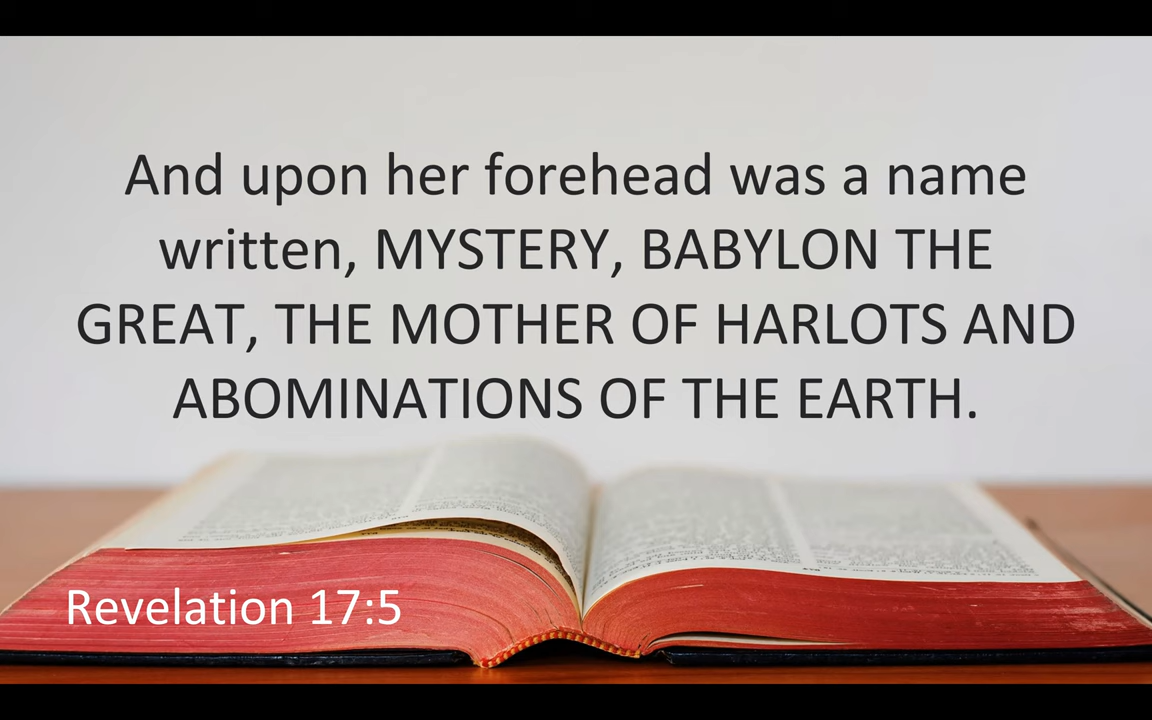 And upon her forehead was a name
written, MYSTERY, BABYLON THE
GREAT, THE MOTHER OF HARLOTS AND
ABOMINATIONS OF THE EARTH.
Revelation 17:5